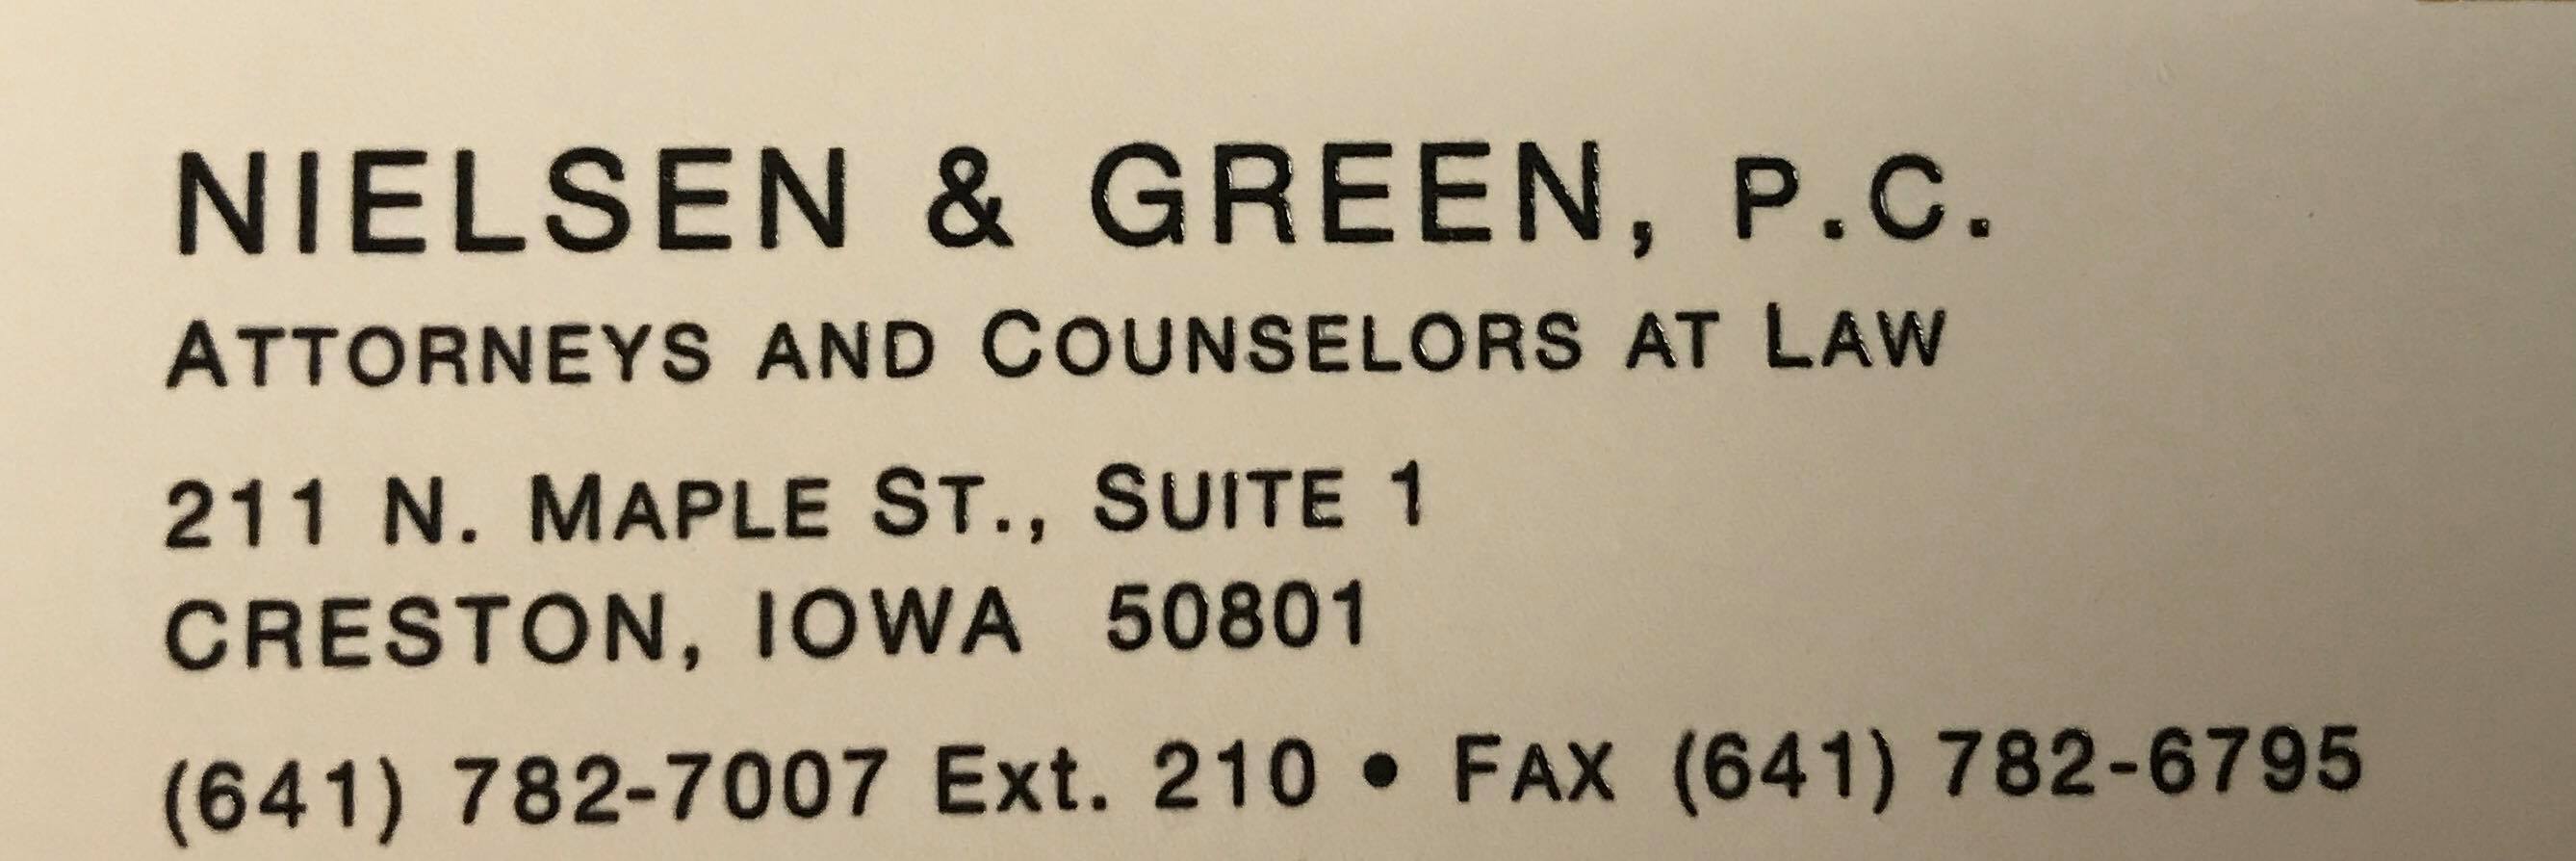 NIELSEN & GREEN, P.C.
ATTORNEYS AND COUNSELORS AT LAW
211 N. MAPLE ST., SUITE 1
CRESTON, IOWA 50801
(641) 782-7007 Ext. 210 • FAX (641) 782-6795